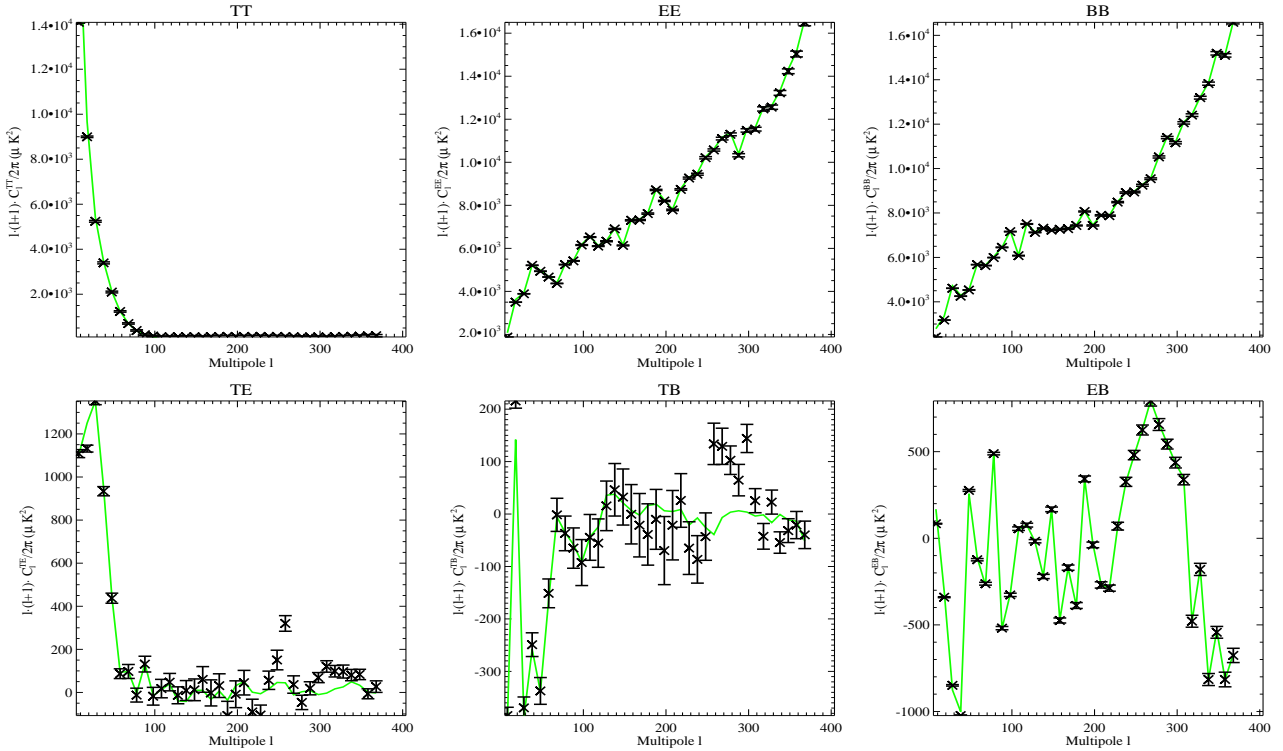 TT
1.4•10⁴
1.2•10⁴
1.0•10⁴
8.0•10³
6.0•10³
4.0•10³
2.0•10³
l·(l+1)· C_l^TT/2π (μ K²)
100 200 300 400
Multipole l
EE
1.6•10⁴
1.4•10⁴
1.2•10⁴
1.0•10⁴
8.0•10³
6.0•10³
4.0•10³
2.0•10³
l·(l+1)· C_l^EE/2π (μ K²)
100 200 300 400
Multipole l
BB
1.6•10⁴
1.4•10⁴
1.2•10⁴
1.0•10⁴
8.0•10³
6.0•10³
4.0•10³
l·(l+1)· C_l^BB/2π (μ K²)
100 200 300 400
Multipole l
TE
1200
1000
800
600
400
200
0
l·(l+1)· C_l^TE/2π (μ K²)
100 200 300 400
Multipole l
TB
200
100
0
-100
-200
-300
l·(l+1)· C_l^TB/2π (μ K²)
100 200 300 400
Multipole l
EB
500
0
-500
-1000
l·(l+1)· C_l^EB/2π (μ K²)
100 200 300 400
Multipole l